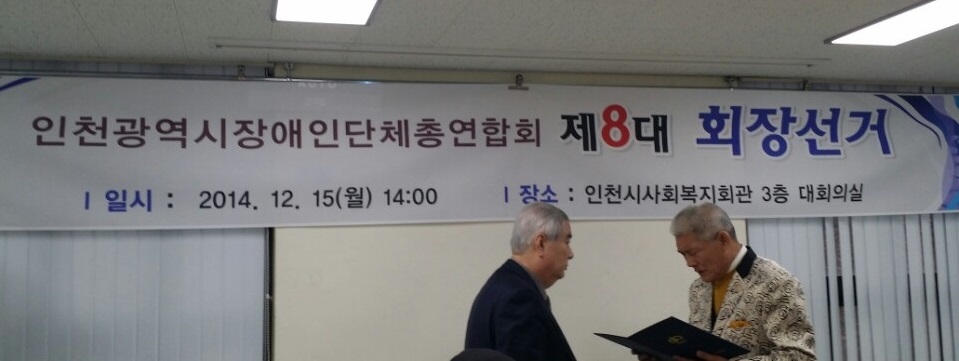 인천광역시장애인단체총연합회 제8대 회장선거
ㅣ일시 : 2014. 12. 15(월) 14:00 ㅣ장소 : 인천시사회복지회관 3층 대회의실